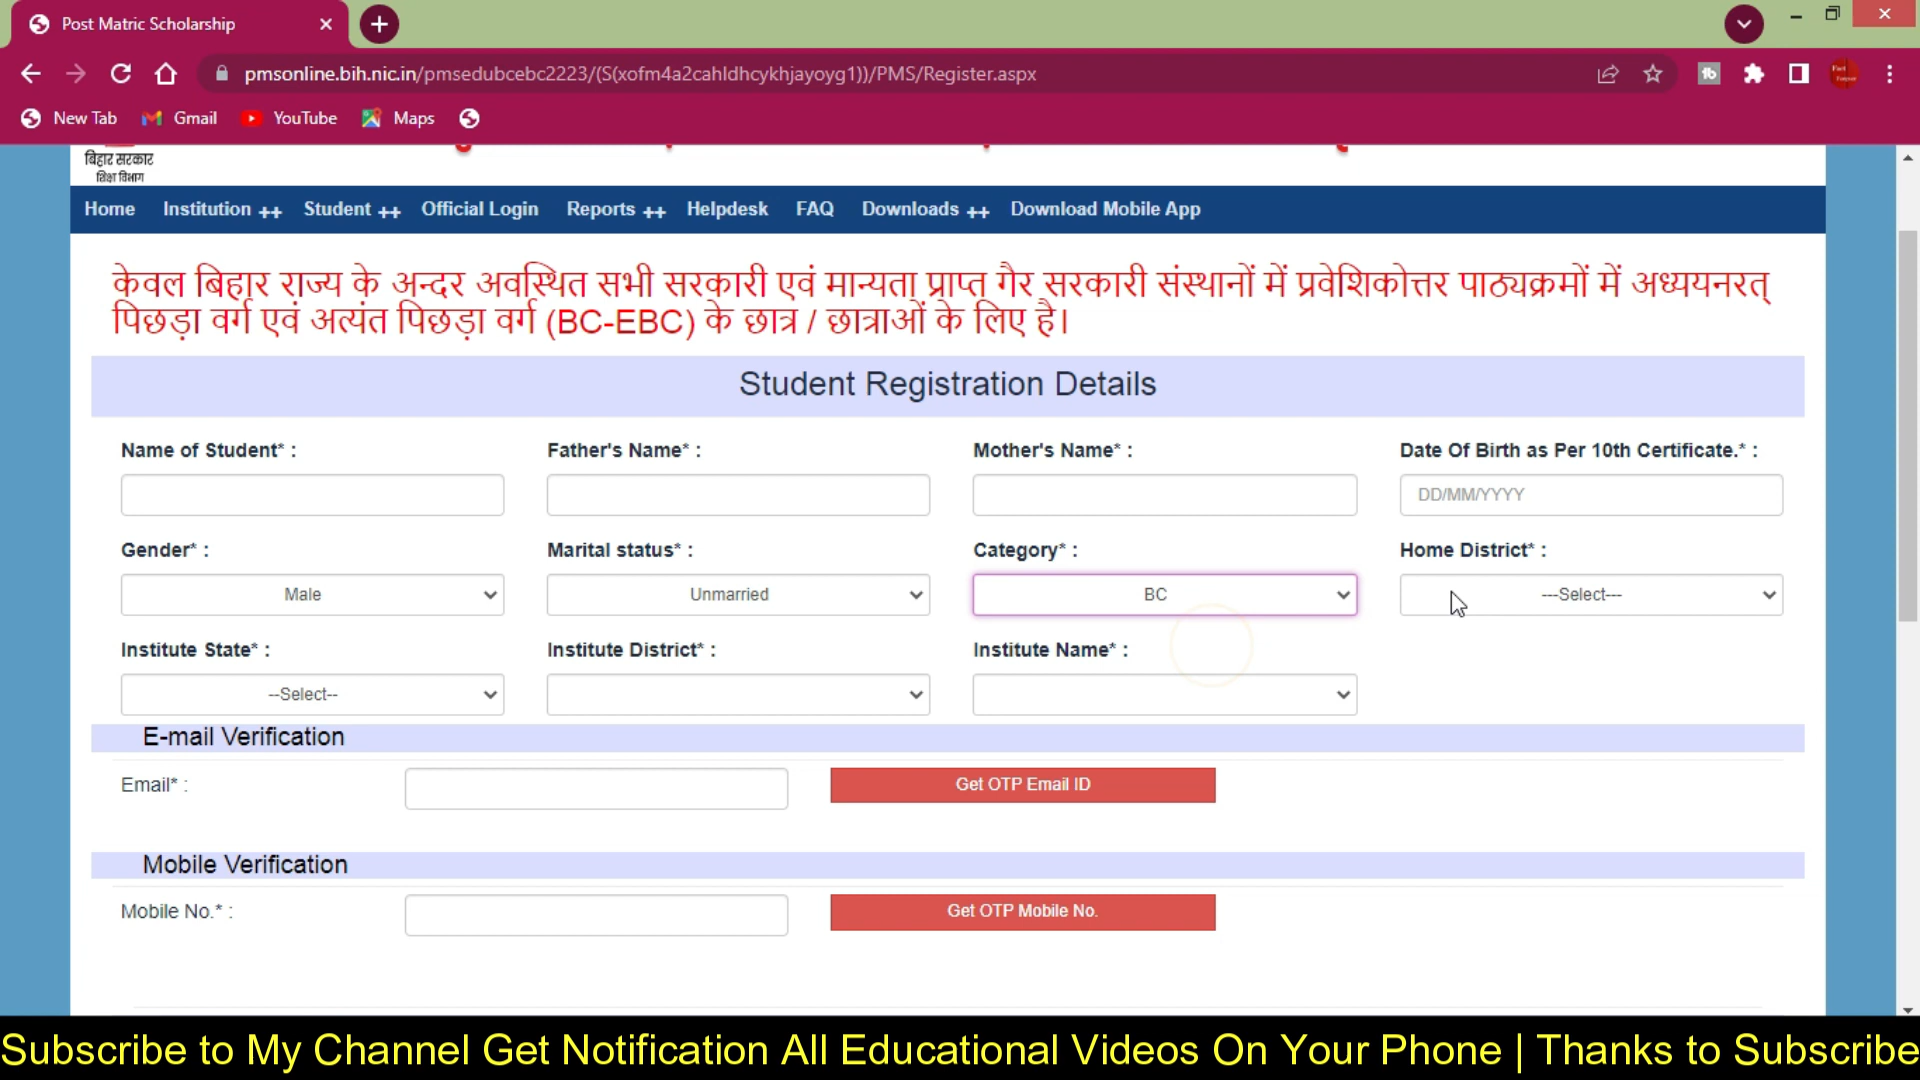 Post Matric Scholarship
pmsonline.bih.nic.in/pmsedubcebc2223/(S(xofm4a2cahldhcykhjayoyg1))/PMS/Register.aspx
New Tab Gmail YouTube Maps
बिहार सरकार
शिक्षा विभाग
Home Institution ++ Student ++ Official Login Reports ++ Helpdesk FAQ Downloads ++ Download Mobile App
केवल बिहार राज्य के अन्दर अवस्थित सभी सरकारी एवं मान्यता प्राप्त गैर सरकारी संस्थानों में प्रवेशिकोत्तर पाठ्यक्रमों में अध्ययनरत्
पिछड़ा वर्ग एवं अत्यंत पिछड़ा वर्ग (BC-EBC) के छात्र / छात्राओं के लिए है।
Student Registration Details
Name of Student* : Father's Name* : Mother's Name* : Date Of Birth as Per 10th Certificate.* :
DD/MM/YYYY
Gender* : Marital status* : Category* : Home District* :
Male Unmarried BC ---Select---
Institute State* : Institute District* : Institute Name* :
--Select--
E-mail Verification
Email* : Get OTP Email ID
Mobile Verification
Mobile No.* : Get OTP Mobile No.
Subscribe to My Channel Get Notification All Educational Videos On Your Phone | Thanks to Subscribe